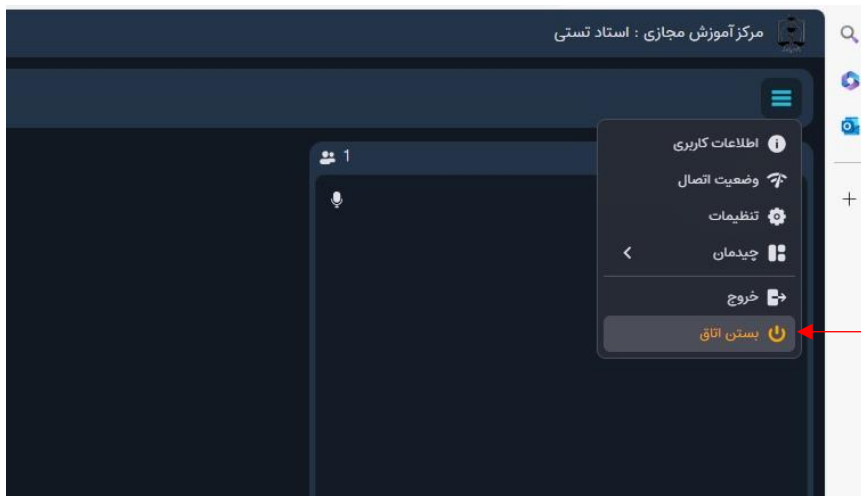 مرکز آموزش مجازی : استاد تستی
1
اطلاعات کاربری
وضعیت اتصال
تنظیمات
چیدمان
خروج
بستن اتاق